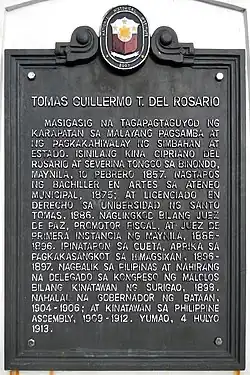 TOMAS GUILLERMO T. DEL ROSARIO
MASIGASIG NA TAGAPAGTAGUYOD NG
KARAPATAN SA MALAYANG PAGSAMBA AT
NG PAGKAKAHIWALAY NG SIMBAHAN AT
ESTADO. ISINILANG KINA CIPRIANO DEL
ROSARIO AT SEVERINA TONGCO SA BINONDO,
MAYNILA, 10 PEBRERO 1857. NAGTAPOS
NG BACHILLER EN ARTES SA ATENEO
MUNICIPAL, 1875; AT LICENCIADO EN
DERECHO SA UNIBERSIDAD NG SANTO
TOMAS, 1886. NAGLINGKOD BILANG JUEZ
DE PAZ, PROMOTOR FISCAL, AT JUEZ DE
PRIMERA INSTANCIA NG MAYNILA, 1888-
1896. IPINATAPON SA CUETA, APRIKA SA
PAGKAKASANGKOT SA HIMAGSIKAN, 1896-
1897. NAGBALIK SA PILIPINAS AT NAHIRANG
NA DELEGADO SA KONGRESO NG MALOLOS
BILANG KINATAWAN NG SURIGAO, 1898.
NAHALAL NA GOBERNADOR NG BATAAN,
1904-1906; AT KINATAWAN SA PHILIPPINE
ASSEMBLY, 1909-1912. YUMAO, 4 HULYO
1913.